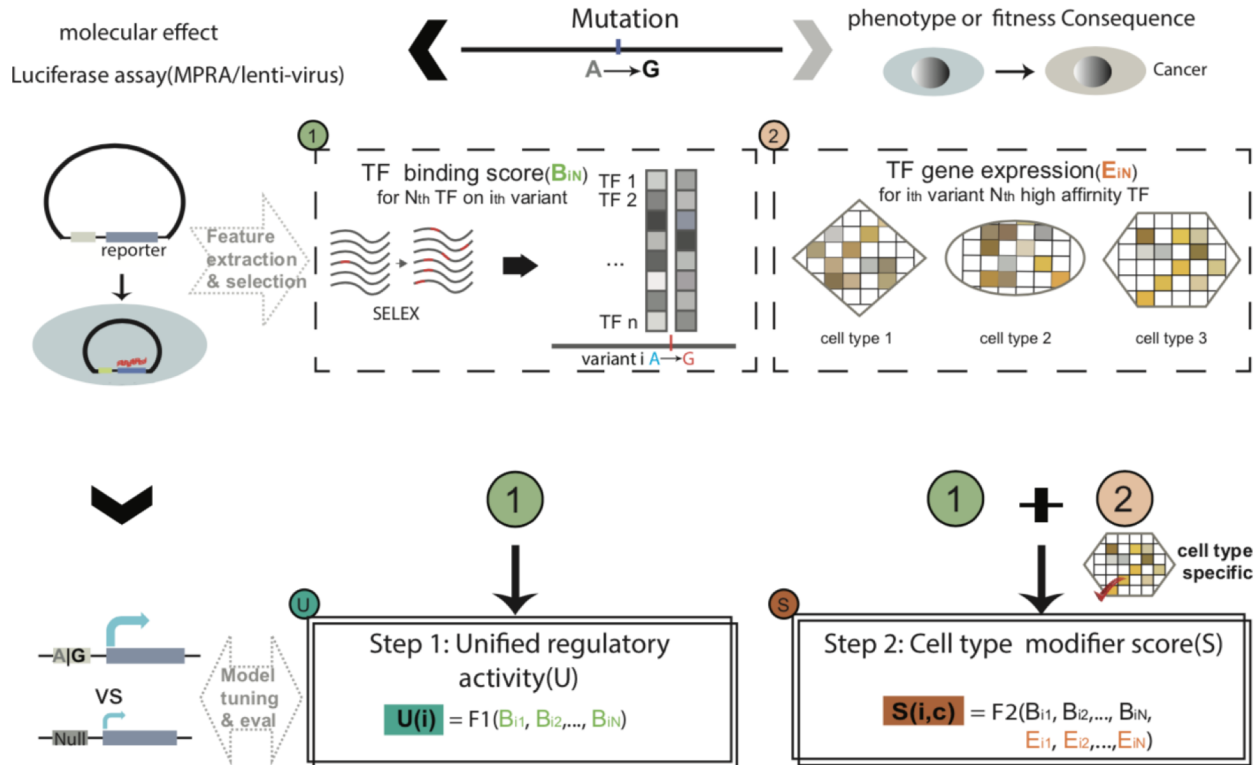 molecular effect
Luciferase assay(MPRA/lenti-virus)
Mutation
A G
phenotype or fitness Consequence
Cancer
reporter
Feature
extraction
& selection
1
TF binding score(BiN)
for Nth TF on ith variant
TF 1
TF 2
...
TF n
SELEX
variant i A G
2
TF gene expression(EiN)
for ith variant Nth high affirnity TF
cell type 1
cell type 2
cell type 3
1
1
2
cell type
specific
A|G
VS
Null
Model
tuning
& eval
U
Step 1: Unified regulatory
activity(U)
U(i) = F1(Bi1, Bi2,..., BiN)
S
Step 2: Cell type modifier score(S)
S(i,c) = F2(Bi1, Bi2,..., BiN,
Ei1, Ei2,...,EiN)